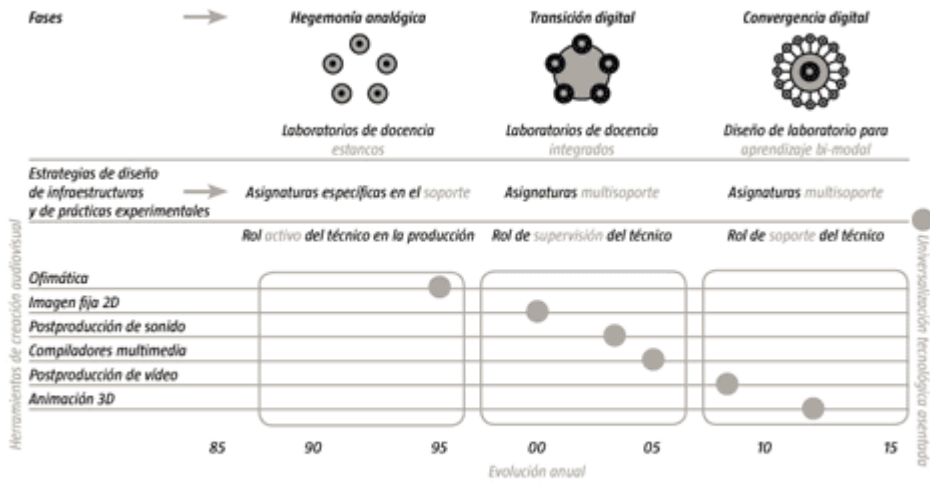 Fases
Hegemonía analógica
Transición digital
Convergencia digital
Laboratorios de docencia
estancos
Laboratorios de docencia
integrados
Diseño de laboratorio para
aprendizaje bi-modal
Estrategias de diseño
de infraestructuras
y de prácticas experimentales
Asignaturas específicas en el soporte
Asignaturas multisoporte
Asignaturas multisoporte
Rol activo del técnico en la producción
Rol de supervisión del técnico
Rol de soporte del técnico
Herramientas de creación audiovisual
Ofimática
Imagen fija 2D
Postproducción de sonido
Compiladores multimedia
Postproducción de vídeo
Animación 3D
Universalización tecnológica asentada
85
90
95
00
05
10
15
Evolución anual